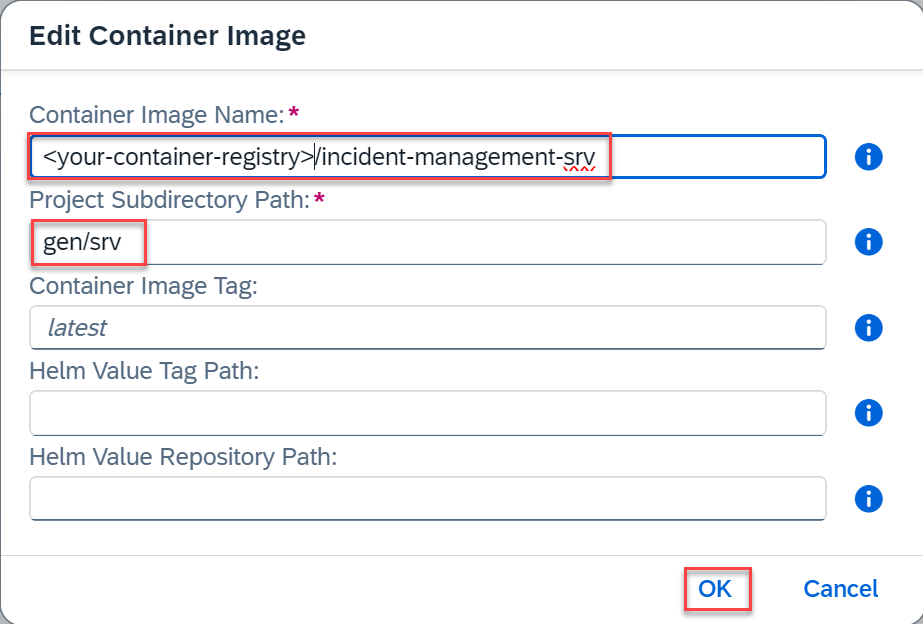 Edit Container Image
Container Image Name:*
<your-container-registry>/incident-management-srv
Project Subdirectory Path:*
gen/srv
Container Image Tag:
latest
Helm Value Tag Path:
Helm Value Repository Path:
OK Cancel